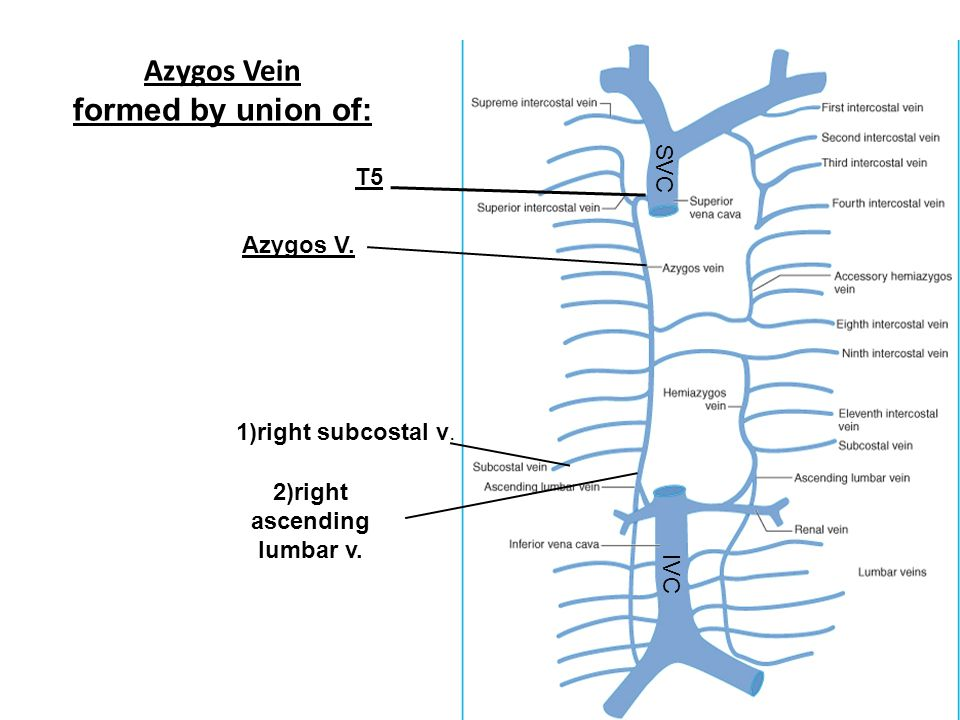 Azygos Vein
formed by union of:
T5
Azygos V.
1)right subcostal v.
2)right
ascending
lumbar v.
Supreme intercostal vein
First intercostal vein
Second intercostal vein
SVC
Third intercostal vein
Superior intercostal vein
Superior
vena cava
Fourth intercostal vein
Azygos vein
Accessory hemiazygos
vein
Eighth intercostal vein
Ninth intercostal vein
Hemiazygos
vein
Eleventh intercostal
vein
Subcostal vein
Subcostal vein
Ascending lumbar vein
Ascending lumbar vein
Renal vein
Inferior vena cava
IVC
Lumbar veins